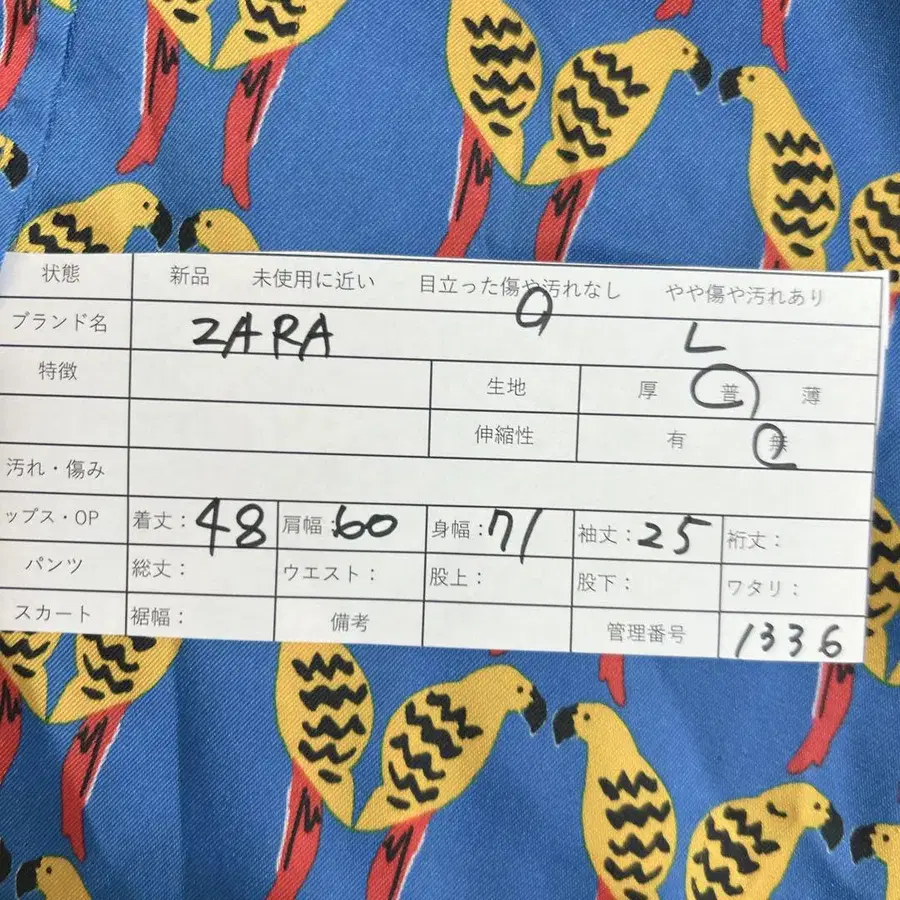 状態 新品 未使用に近い 目立った傷や汚れなし やや傷や汚れあり
ブランド名 ZARA L
特徴 生地 厚 普 薄
伸縮性 有 無
汚れ・傷み
ップス・OP 着丈：48 肩幅：60 身幅：71 袖丈：25 裄丈：
パンツ 総丈： ウエスト： 股上： 股下： ワタリ：
スカート 裾幅： 備考 管理番号 1336